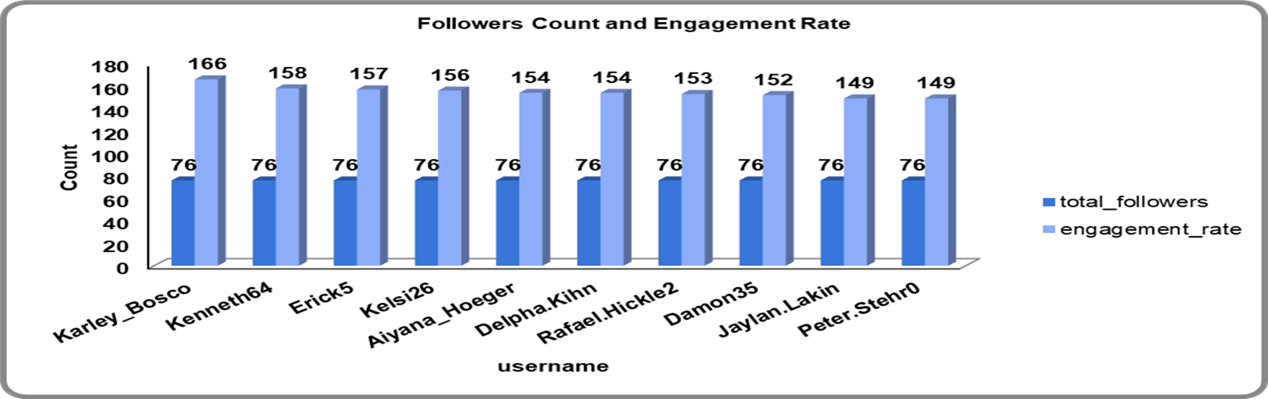 Followers Count and Engagement Rate
Count
180
160
140
120
100
80
60
40
20
0
166 158 157 156 154 154 153 152 149 149
76 76 76 76 76 76 76 76 76 76
Karley_Bosco
Kenneth64
Erick5
Kelsi26
Aiyana_Hoeger
Delpha.Kihn
Rafael.Hickle2
Damon35
Jaylan.Lakin
Peter.Stehr0
username
total_followers
engagement_rate